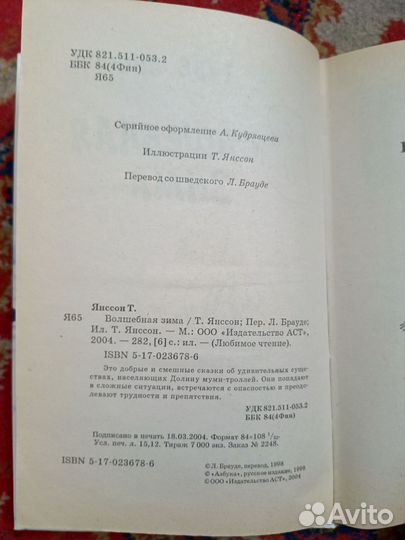 УДК 821.511-053.2
ББК 84(4Фин)
Я65
Серийное оформление А. Кудрявцева
Иллюстрации Т. Янссон
Перевод со шведского Л. Брауде
Янссон Т.
Я65 Волшебная зима / Т. Янссон; Пер. Л. Брауде;
Ил. Т. Янссон. — М.: ООО «Издательство АСТ»,
2004. — 282, [6] с.: ил. — (Любимое чтение).
ISBN 5-17-023678-6
Это добрые и смешные сказки об удивительных суще-
ствах, населяющих Долину муми-троллей. Они попадают
в сложные ситуации, встречаются с опасностью и преодо-
левают трудности и препятствия.
УДК 821.511-053.2
ББК 84(4Фин)
Подписано в печать 18.03.2004. Формат 84×108 1/32.
Усл. печ. л. 15,12. Тираж 7 000 экз. Заказ № 2248.
ISBN 5-17-023678-6
© Л. Брауде, перевод, 1998
© «Азбука», русское издание, 1998
© ООО «Издательство АСТ», 2004
Avito